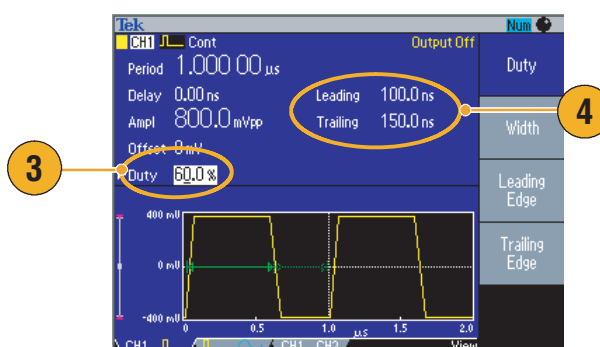 Tek Num
CH1 Cont Output Off
Period 1.000 00 µs
Delay 0.00 ns Leading 100.0 ns
Ampl 800.0 mVpp Trailing 150.0 ns
Offset 0 mV
Duty 60.0 %
Duty
Width
Leading
Edge
Trailing
Edge
3
4
400 mV
0 mV
-400 mV
0 0.5 1.0 µs 1.5 2.0
CH1 CH1 CH2 View